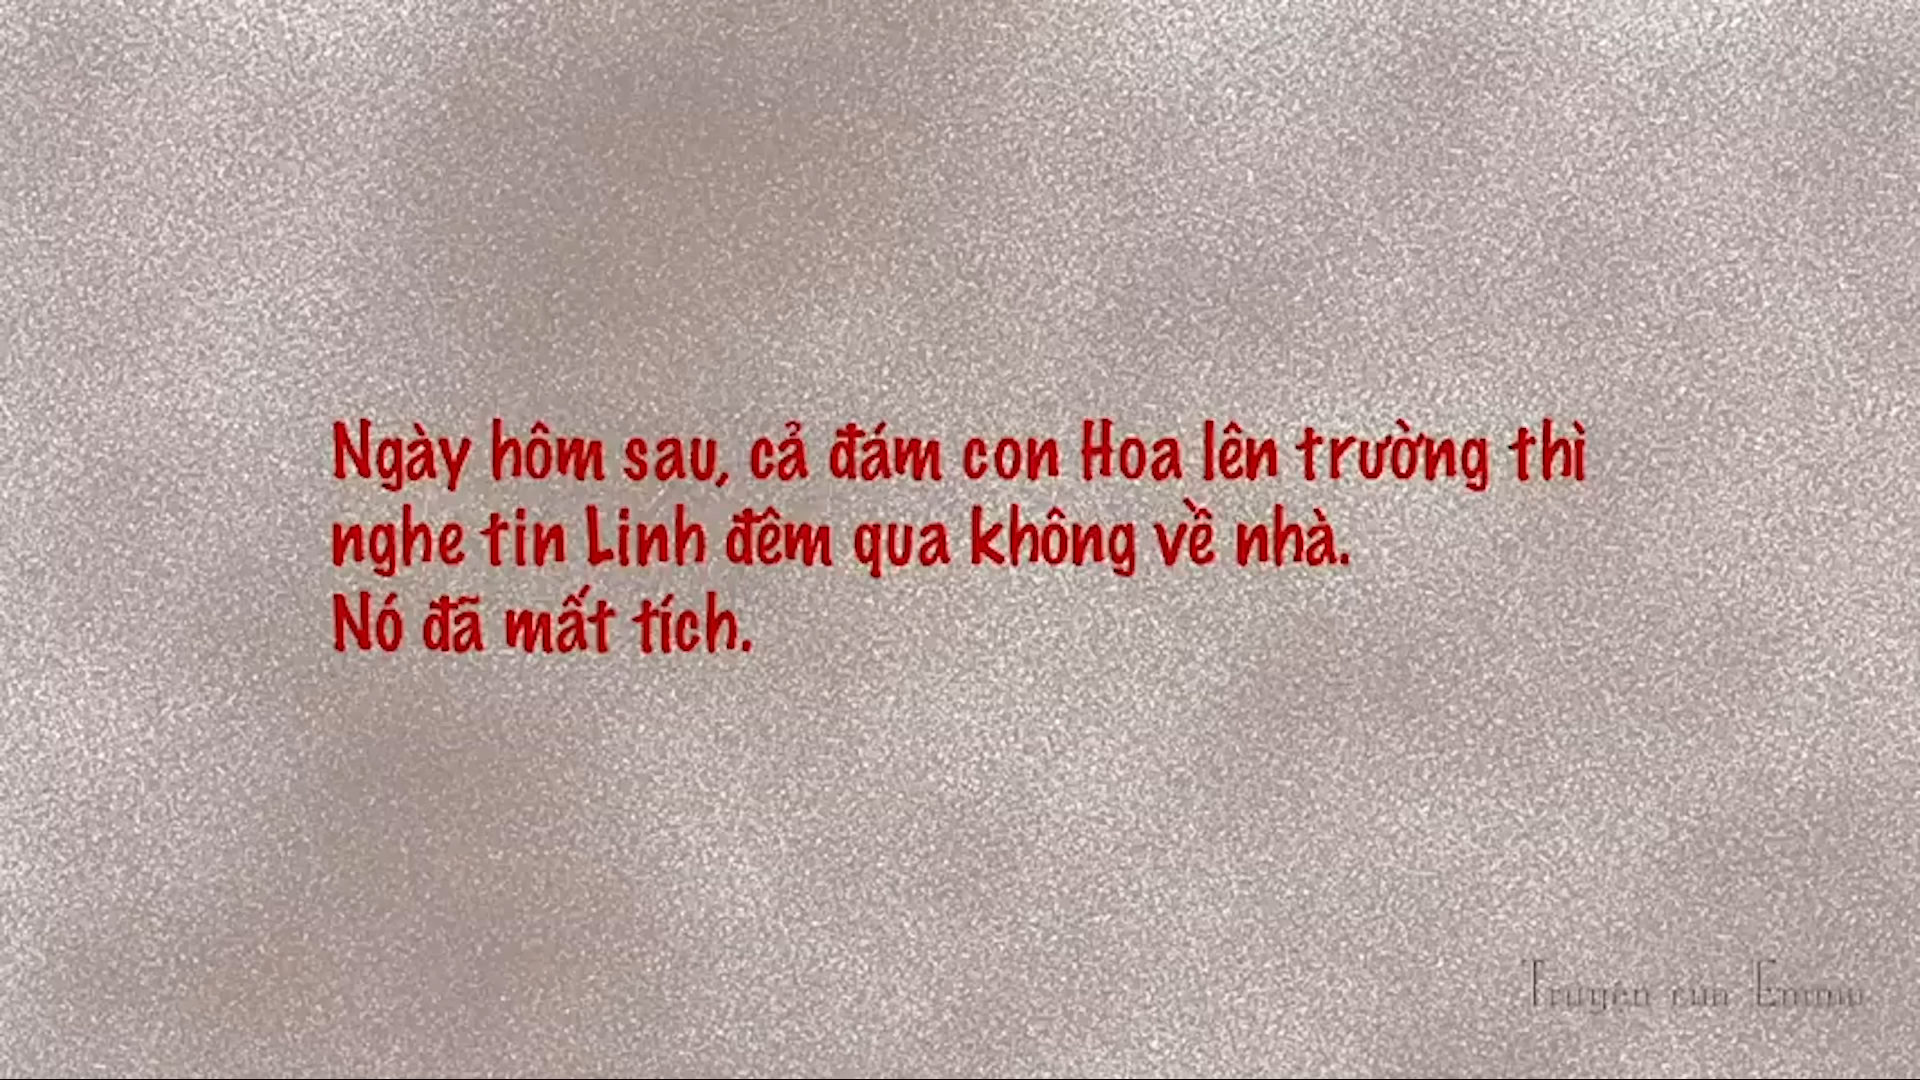 Ngày hôm sau, cả đám con Hoa lên trường thì
nghe tin Linh đêm qua không về nhà.
Nó đã mất tích.
Truyện của